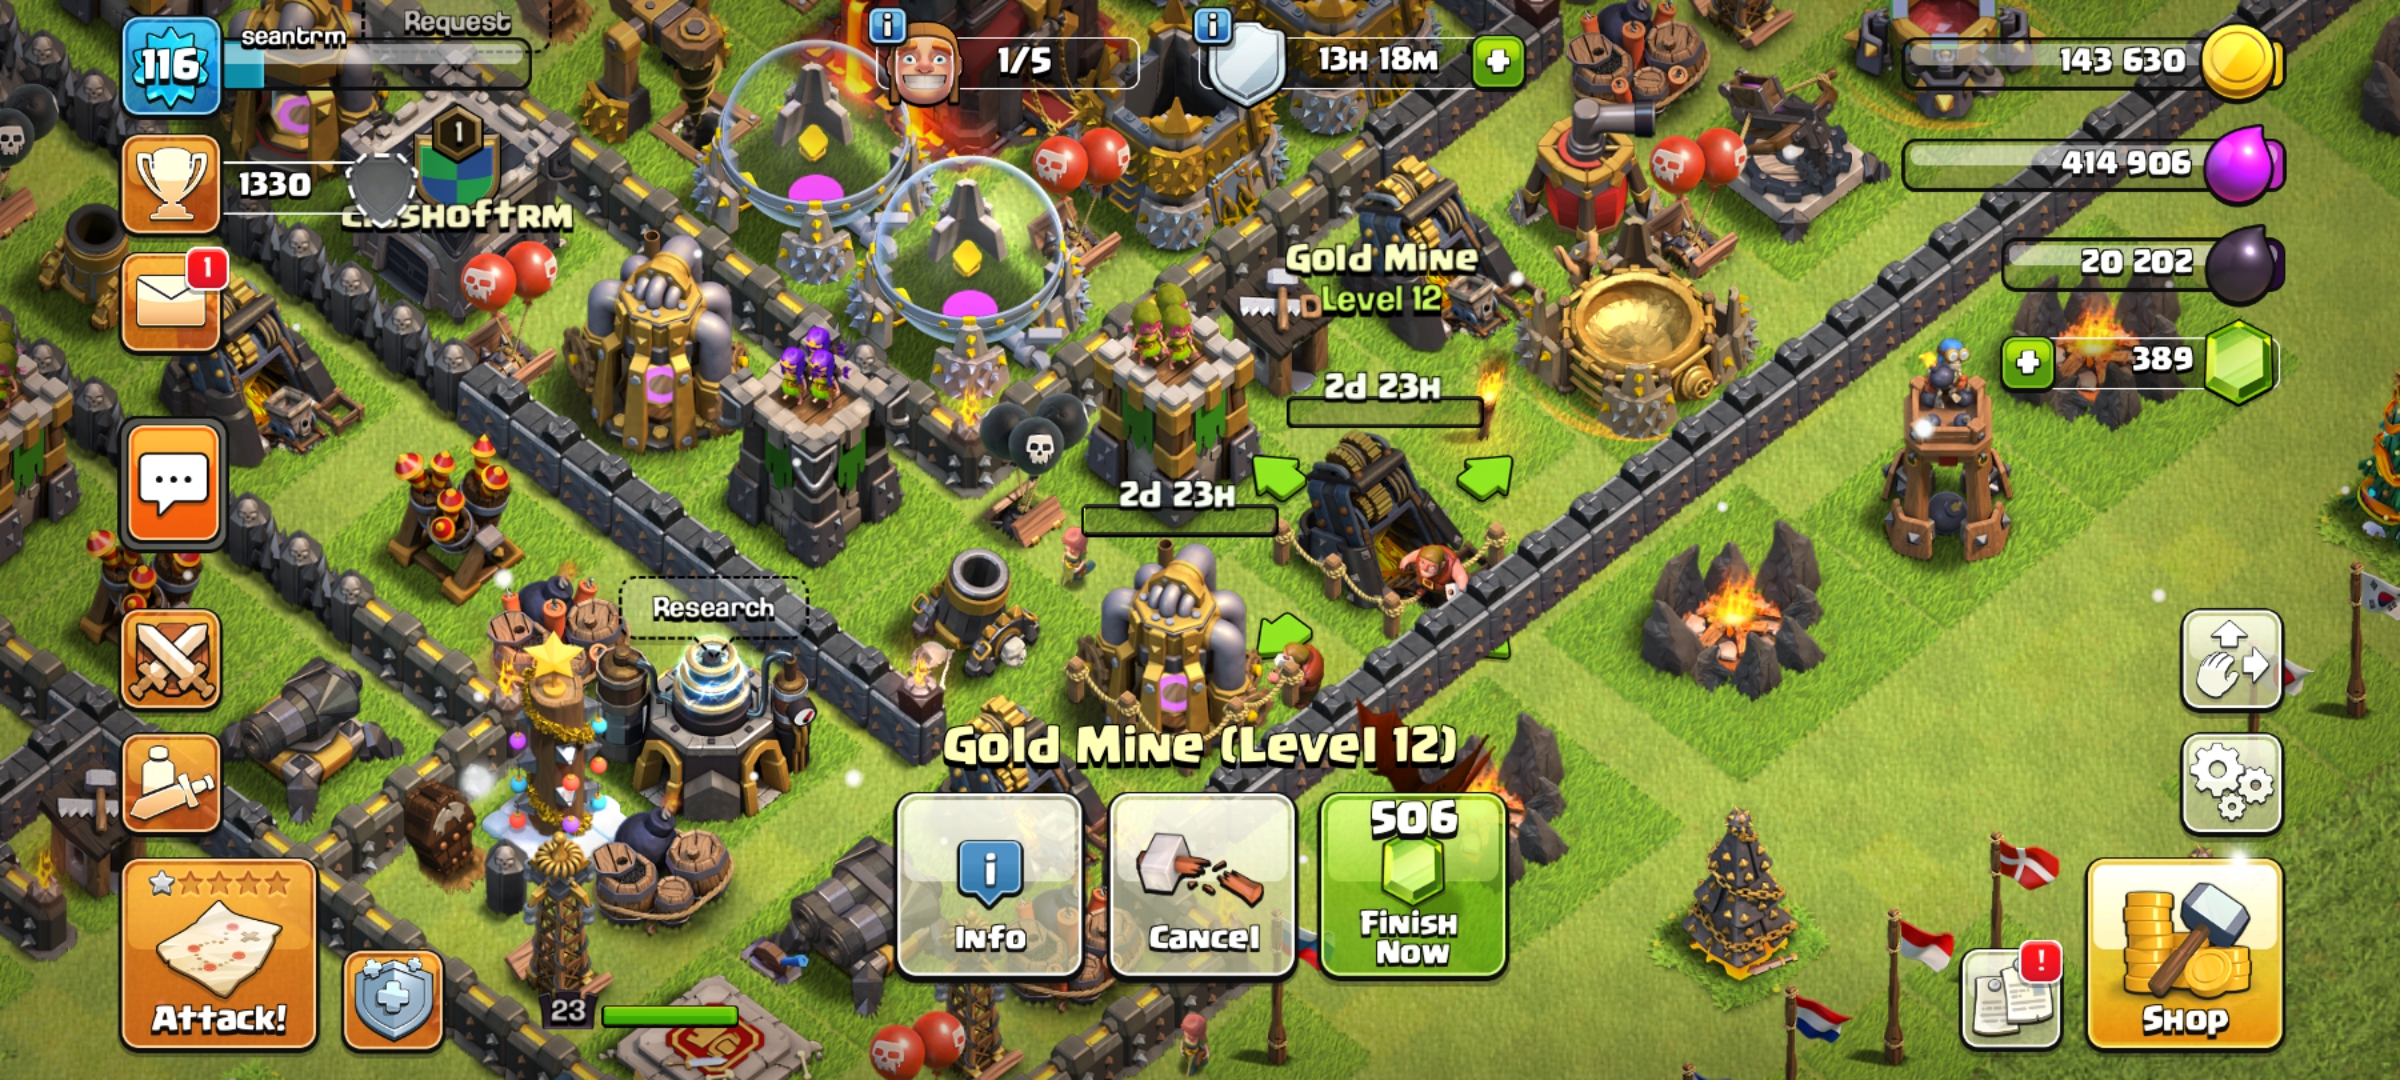 Request
116
seantrm
1/5
13H 18M
143 630
1
1330
414 906
20 202
389
1
Gold Mine
Level 12
2d 23H
2d 23H
Research
Gold Mine (Level 12)
506
Info
Cancel
Finish
Now
Attack!
23
Shop